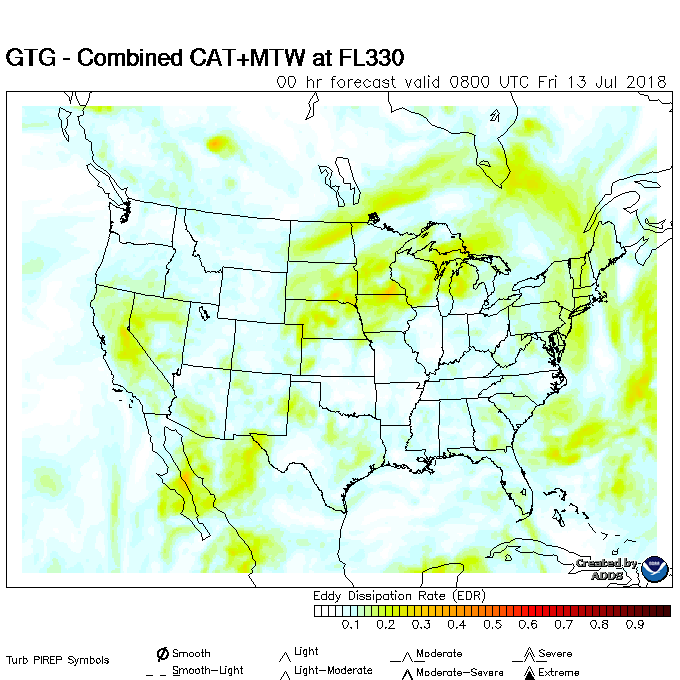 GTG - Combined CAT+MTW at FL330
00 hr forecast valid 0800 UTC Fri 13 Jul 2018
Created by
ADDS
Eddy Dissipation Rate (EDR)
0.1 0.2 0.3 0.4 0.5 0.6 0.7 0.8 0.9
Turb PIREP Symbols
Smooth Light Moderate Severe
Smooth-Light Light-Moderate Moderate-Severe Extreme